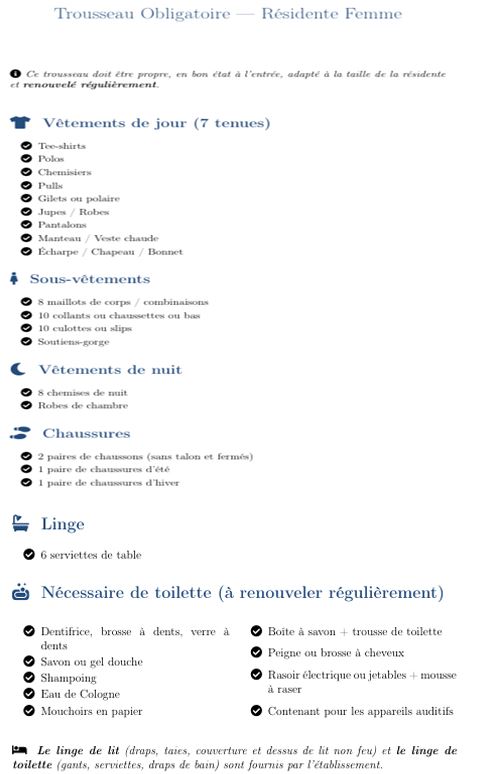 Trousseau Obligatoire — Résidente Femme
Ce trousseau doit être propre, en bon état à l'entrée, adapté à la taille de la résidente
et renouvelé régulièrement.
Vêtements de jour (7 tenues)
Tee-shirts
Polos
Chemisiers
Pulls
Gilets ou polaire
Jupes / Robes
Pantalons
Manteau / Veste chaude
Écharpe / Chapeau / Bonnet
Sous-vêtements
8 maillots de corps / combinaisons
10 collants ou chaussettes ou bas
10 culottes ou slips
Soutiens-gorge
Vêtements de nuit
8 chemises de nuit
Robes de chambre
Chaussures
2 paires de chaussons (sans talon et fermés)
1 paire de chaussures d'été
1 paire de chaussures d'hiver
Linge
6 serviettes de table
Nécessaire de toilette (à renouveler régulièrement)
Dentifrice, brosse à dents, verre à
dents
Savon ou gel douche
Shampoing
Eau de Cologne
Mouchoirs en papier
Boîte à savon + trousse de toilette
Peigne ou brosse à cheveux
Rasoir électrique ou jetables + mousse
à raser
Contenant pour les appareils auditifs
Le linge de lit (draps, taies, couverture et dessus de lit non feu) et le linge de
toilette (gants, serviettes, draps de bain) sont fournis par l'établissement.